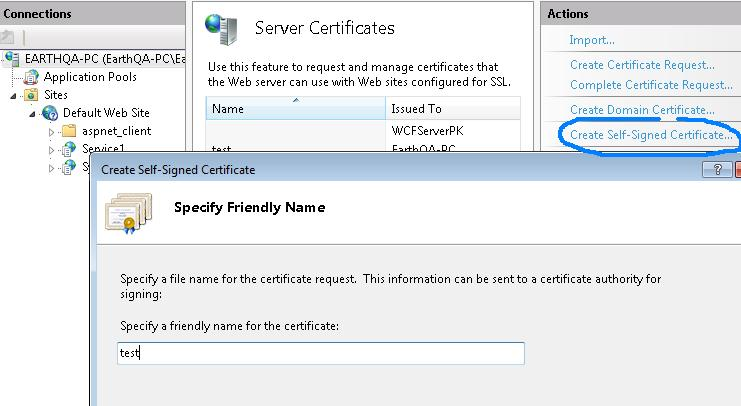 Connections
EARTHQA-PC (EarthQA-PC\Ea
Application Pools
Sites
Default Web Site
aspnet_client
Service1
Server Certificates
Use this feature to request and manage certificates that
the Web server can use with Web sites configured for SSL.
Name Issued To
WCFServerPK
test EarthQA-PC
Actions
Import...
Create Certificate Request...
Complete Certificate Request...
Create Domain Certificate...
Create Self-Signed Certificate...
Create Self-Signed Certificate
?
Specify Friendly Name
Specify a file name for the certificate request. This information can be sent to a certificate authority for
signing:
Specify a friendly name for the certificate:
test